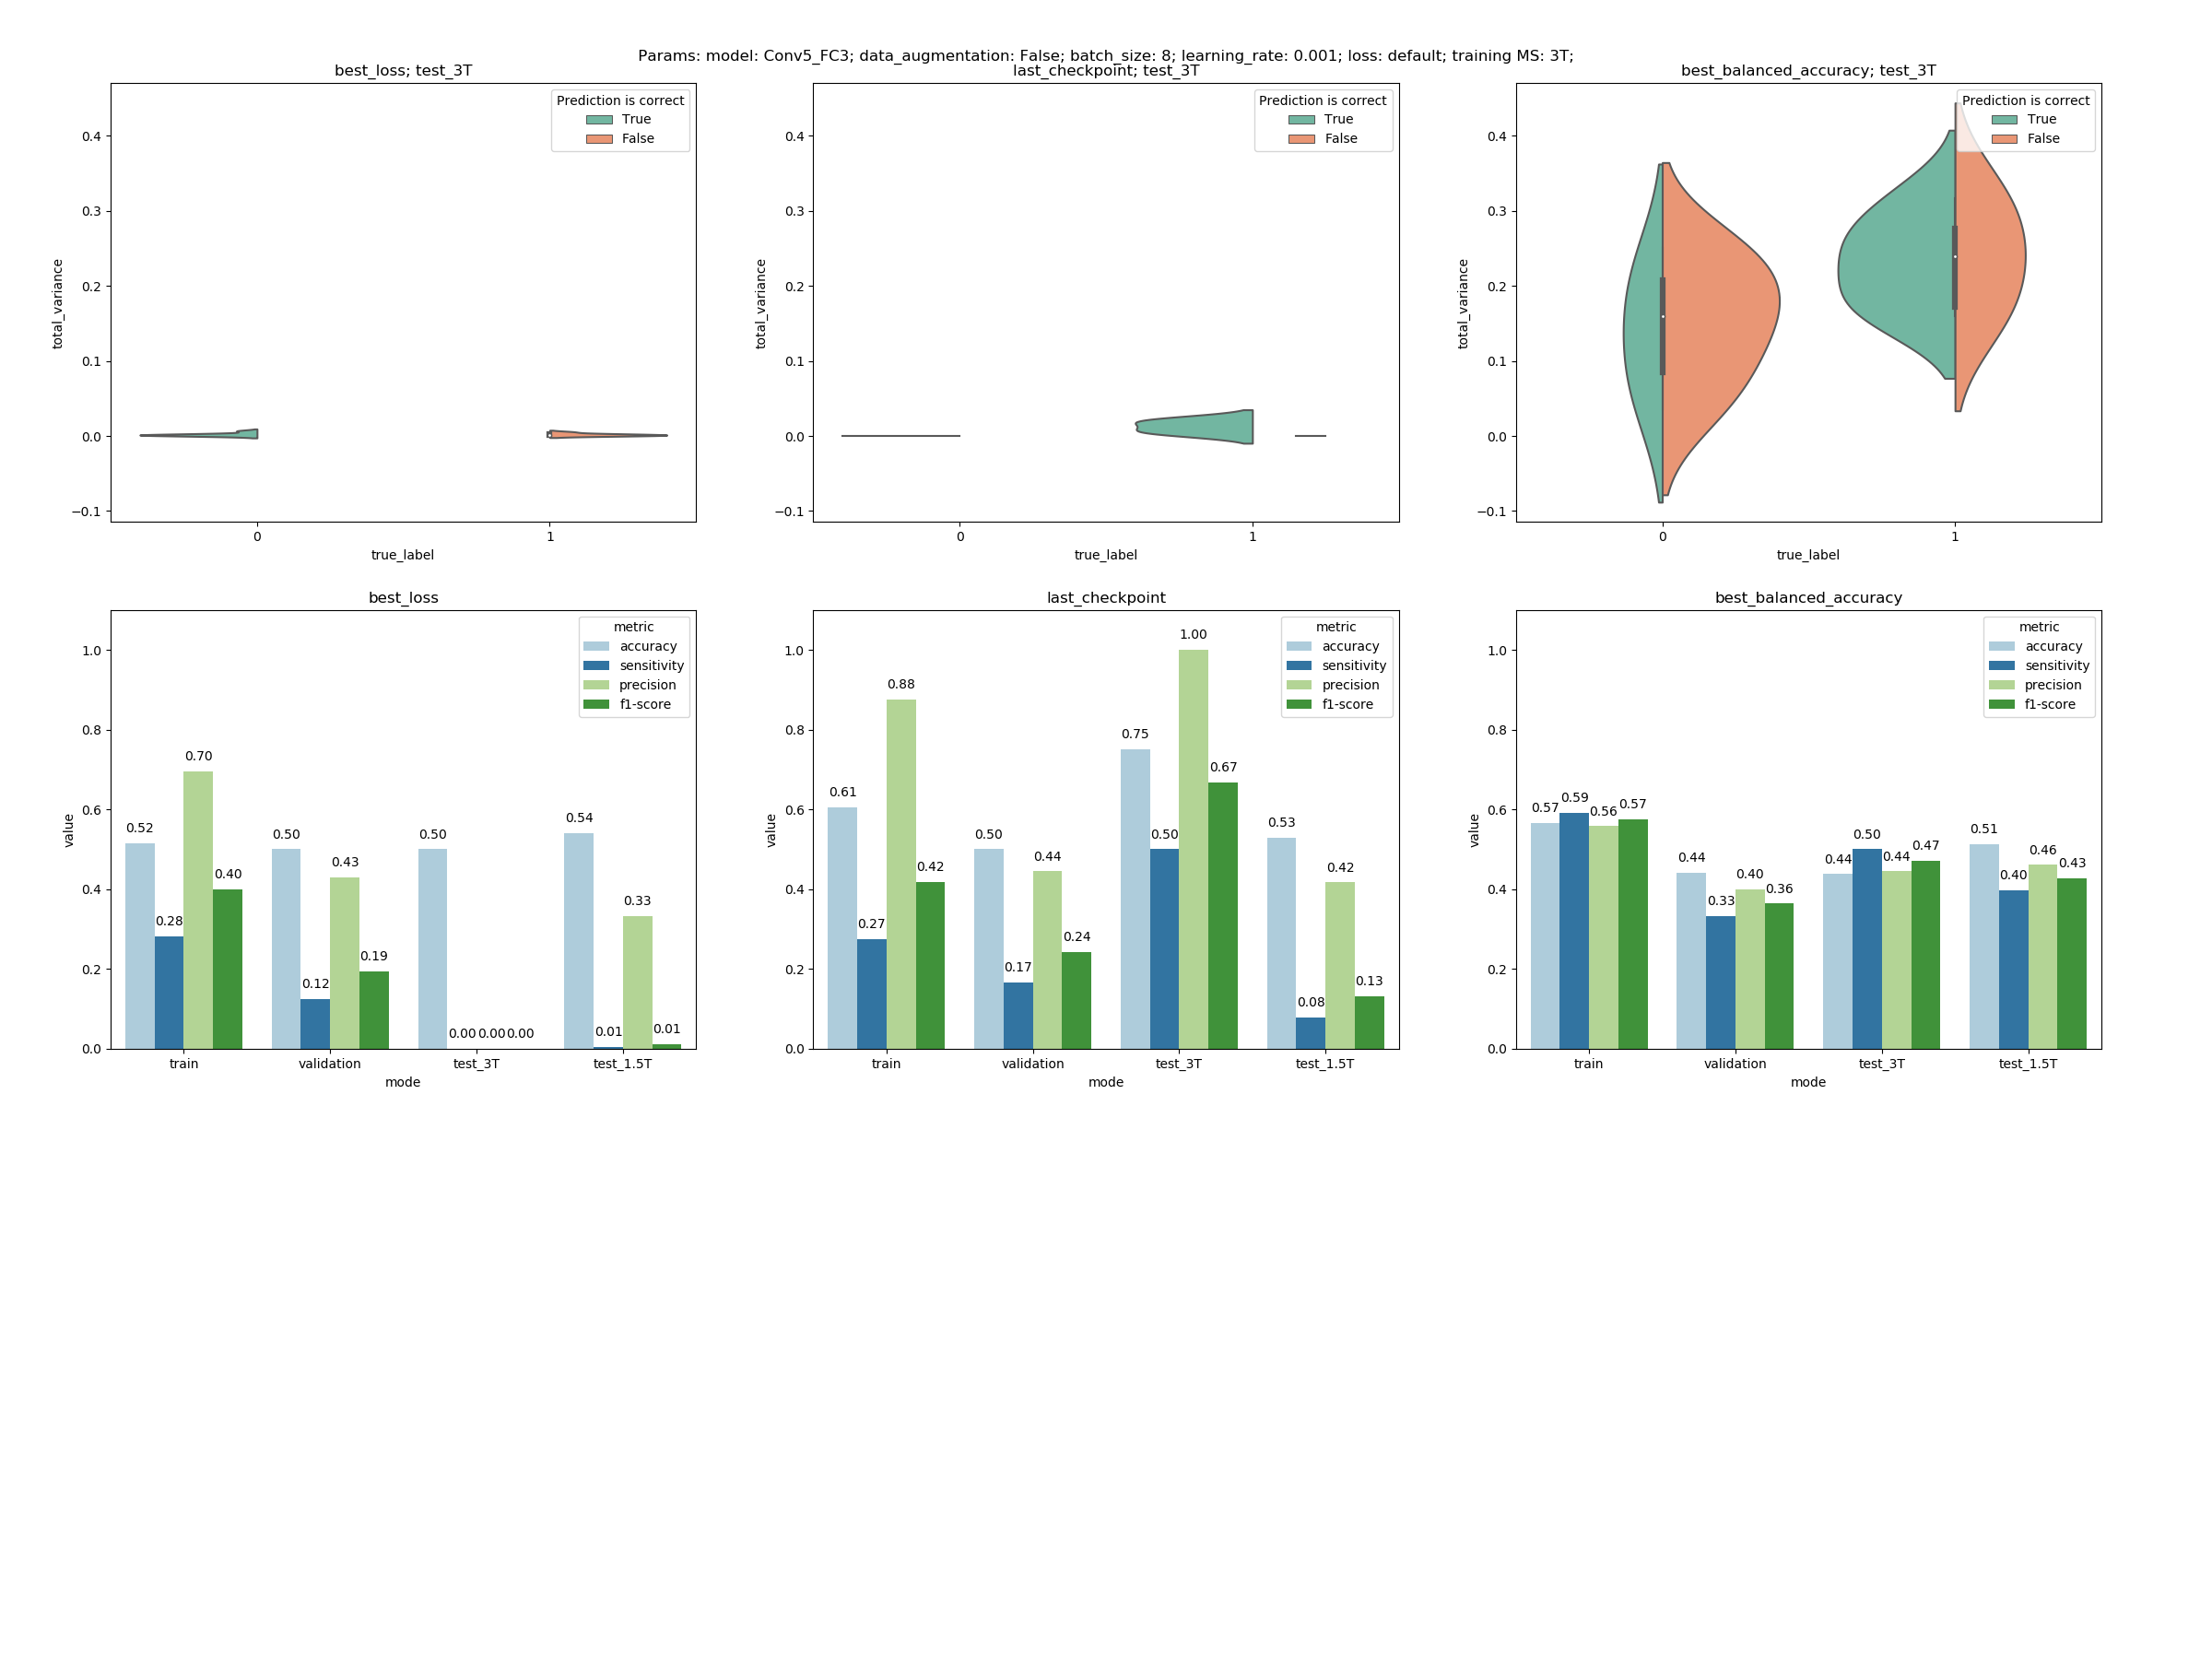 Params: model: Conv5_FC3; data_augmentation: False; batch_size: 8; learning_rate: 0.001; loss: default; training MS: 3T;
best_loss; test_3T
Prediction is correct
True
False
0.4
0.3
0.2
0.1
0.0
−0.1
total_variance
0
1
true_label
last_checkpoint; test_3T
Prediction is correct
True
False
0.4
0.3
0.2
0.1
0.0
−0.1
total_variance
0
1
true_label
best_balanced_accuracy; test_3T
Prediction is correct
True
False
0.4
0.3
0.2
0.1
0.0
−0.1
total_variance
0
1
true_label
best_loss
metric
accuracy
sensitivity
precision
f1-score
1.0
0.8
0.6
0.4
0.2
0.0
value
0.52
0.28
0.70
0.40
0.50
0.12
0.43
0.19
0.50
0.00
0.00
0.00
0.54
0.01
0.33
0.01
train
validation
test_3T
test_1.5T
mode
last_checkpoint
metric
accuracy
sensitivity
precision
f1-score
1.0
0.8
0.6
0.4
0.2
0.0
value
0.61
0.27
0.88
0.42
0.50
0.17
0.44
0.24
0.75
0.50
1.00
0.67
0.53
0.08
0.42
0.13
train
validation
test_3T
test_1.5T
mode
best_balanced_accuracy
metric
accuracy
sensitivity
precision
f1-score
1.0
0.8
0.6
0.4
0.2
0.0
value
0.57
0.59
0.56
0.57
0.44
0.33
0.40
0.36
0.44
0.50
0.44
0.47
0.51
0.40
0.46
0.43
train
validation
test_3T
test_1.5T
mode